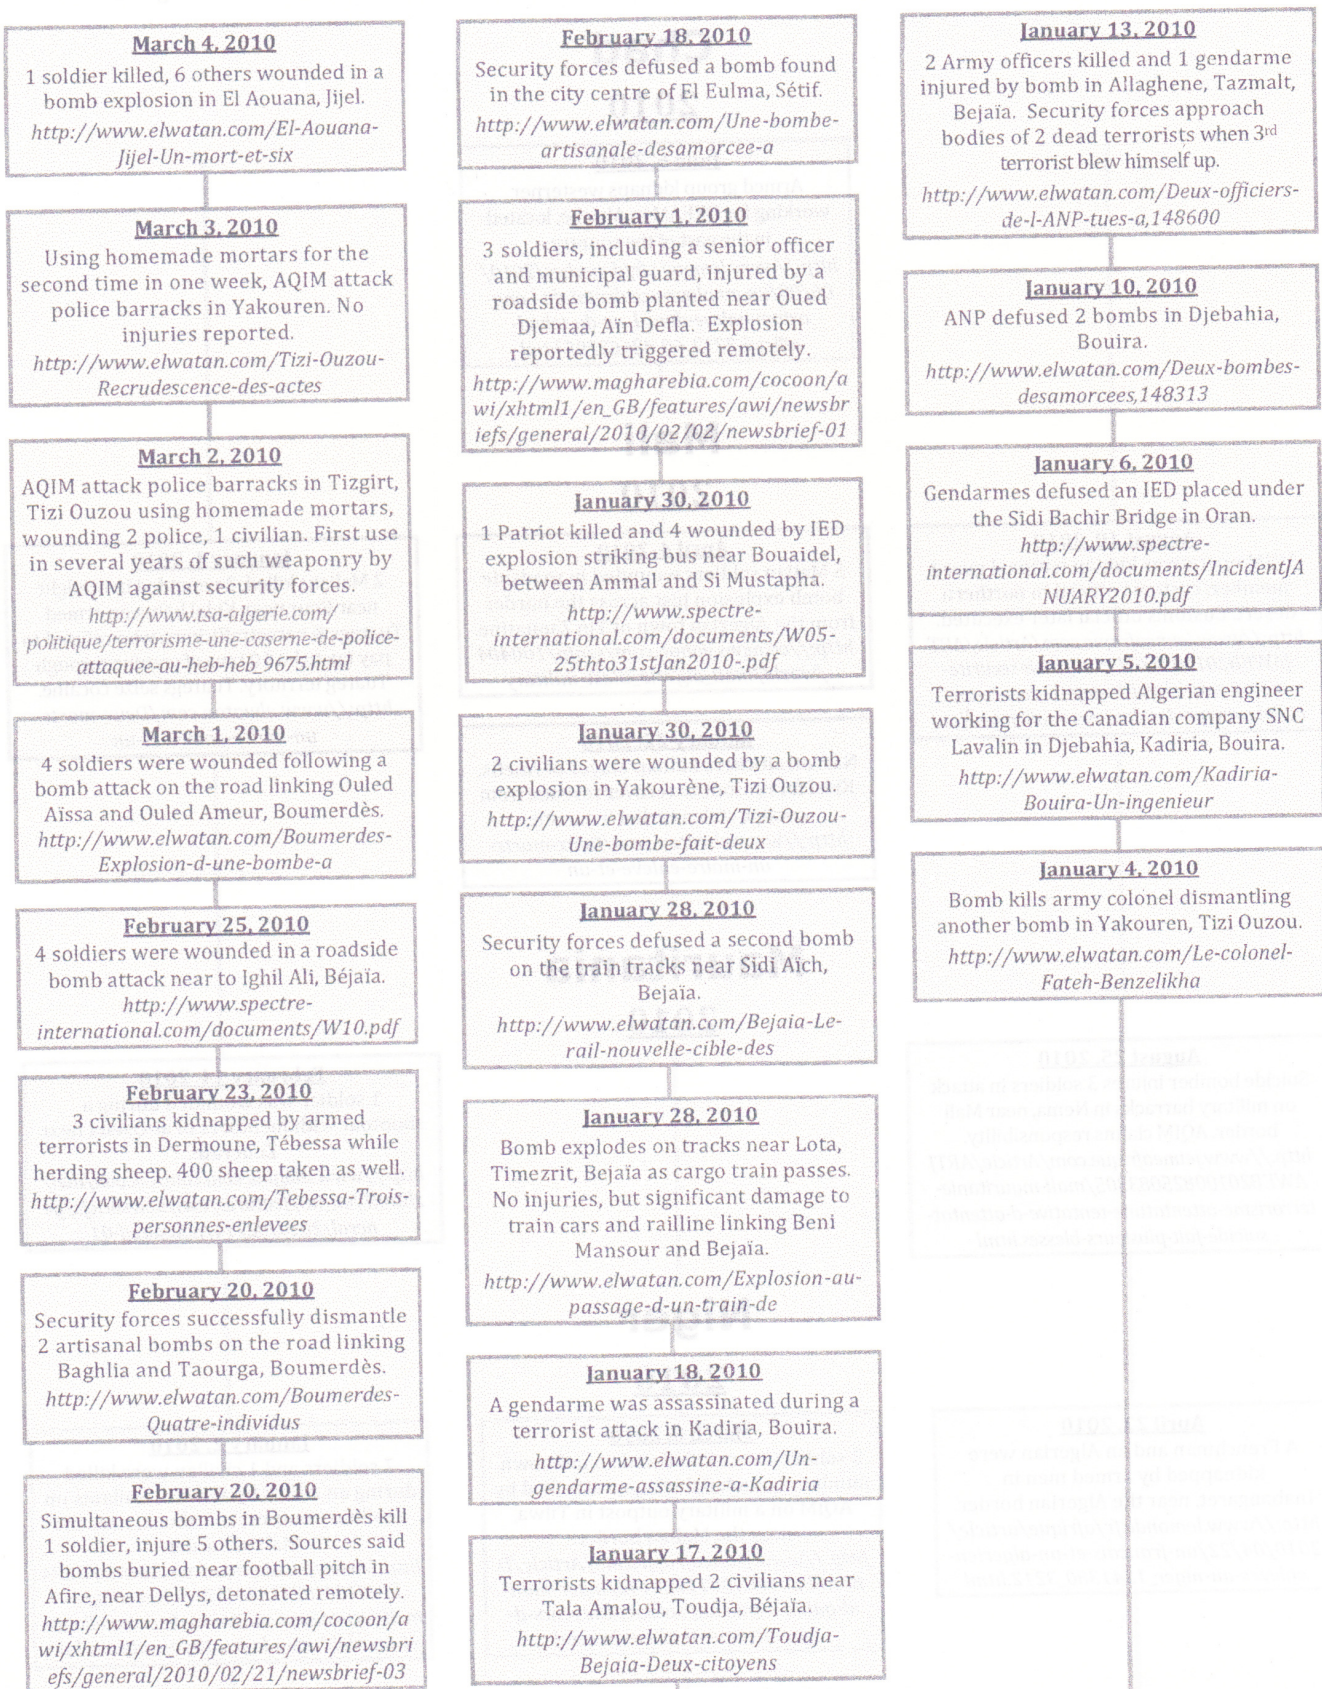 March 4, 2010
1 soldier killed, 6 others wounded in a
bomb explosion in El Aouana, Jijel.
http://www.elwatan.com/El-Aouana-
Jijel-Un-mort-et-six
March 3, 2010
Using homemade mortars for the
second time in one week, AQIM attack
police barracks in Yakouren. No
injuries reported.
http://www.elwatan.com/Tizi-Ouzou-
Recrudescence-des-actes
March 2, 2010
AQIM attack police barracks in Tizgirt,
Tizi Ouzou using homemade mortars,
wounding 2 police, 1 civilian. First use
in several years of such weaponry by
AQIM against security forces.
http://www.tsa-algerie.com/
politique/terrorisme-une-caserne-de-police-
attaquee-au-heb-heb_9675.html
March 1, 2010
4 soldiers were wounded following a
bomb attack on the road linking Ouled
Aïssa and Ouled Ameur, Boumerdès.
http://www.elwatan.com/Boumerdes-
Explosion-d-une-bombe-a
February 25, 2010
4 soldiers were wounded in a roadside
bomb attack near to Ighil Ali, Béjaïa.
http://www.spectre-
international.com/documents/W10.pdf
February 23, 2010
3 civilians kidnapped by armed
terrorists in Dermoune, Tébessa while
herding sheep. 400 sheep taken as well.
http://www.elwatan.com/Tebessa-Trois-
personnes-enlevees
February 20, 2010
Security forces successfully dismantle
2 artisanal bombs on the road linking
Baghlia and Taourga, Boumerdès.
http://www.elwatan.com/Boumerdes-
Quatre-individus
February 20, 2010
Simultaneous bombs in Boumerdès kill
1 soldier, injure 5 others.  Sources said
bombs buried near football pitch in
Afire, near Dellys, detonated remotely.
http://www.magharebia.com/cocoon/a
wi/xhtml1/en_GB/features/awi/newsbri
efs/general/2010/02/21/newsbrief-03
February 18, 2010
Security forces defused a bomb found
in the city centre of El Eulma, Sétif.
http://www.elwatan.com/Une-bombe-
artisanale-desamorcee-a
February 1, 2010
3 soldiers, including a senior officer
and municipal guard, injured by a
roadside bomb planted near Oued
Djemaa, Aïn Defla.  Explosion
reportedly triggered remotely.
http://www.magharebia.com/cocoon/a
wi/xhtml1/en_GB/features/awi/newsbr
iefs/general/2010/02/02/newsbrief-01
January 30, 2010
1 Patriot killed and 4 wounded by IED
explosion striking bus near Bouaidel,
between Ammal and Si Mustapha.
http://www.spectre-
international.com/documents/W05-
25thto31stJan2010-.pdf
January 30, 2010
2 civilians were wounded by a bomb
explosion in Yakourène, Tizi Ouzou.
http://www.elwatan.com/Tizi-Ouzou-
Une-bombe-fait-deux
January 28, 2010
Security forces defused a second bomb
on the train tracks near Sidi Aich,
Bejaïa.
http://www.elwatan.com/Bejaia-Le-
rail-nouvelle-cible-des
January 28, 2010
Bomb explodes on tracks near Lota,
Timezrit, Bejaïa as cargo train passes.
No injuries, but significant damage to
train cars and railline linking Beni
Mansour and Bejaïa.
http://www.elwatan.com/Explosion-au-
passage-d-un-train-de
January 18, 2010
A gendarme was assassinated during a
terrorist attack in Kadiria, Bouira.
http://www.elwatan.com/Un-
gendarme-assassine-a-Kadiria
January 17, 2010
Terrorists kidnapped 2 civilians near
Tala Amalou, Toudja, Béjaïa.
http://www.elwatan.com/Toudja-
Bejaia-Deux-citoyens
January 13, 2010
2 Army officers killed and 1 gendarme
injured by bomb in Allaghene, Tazmalt,
Bejaïa.  Security forces approach
bodies of 2 dead terrorists when 3rd
terrorist blew himself up.
http://www.elwatan.com/Deux-officiers-
de-l-ANP-tues-a,148600
January 10, 2010
ANP defused 2 bombs in Djebahia,
Bouira.
http://www.elwatan.com/Deux-bombes-
desamorcees,148313
January 6, 2010
Gendarmes defused an IED placed under
the Sidi Bachir Bridge in Oran.
http://www.spectre-
international.com/documents/IncidentJA
NUARY2010.pdf
January 5, 2010
Terrorists kidnapped Algerian engineer
working for the Canadian company SNC
Lavalin in Djebahia, Kadiria, Bouira.
http://www.elwatan.com/Kadiria-
Bouira-Un-ingenieur
January 4, 2010
Bomb kills army colonel dismantling
another bomb in Yakouren, Tizi Ouzou.
http://www.elwatan.com/Le-colonel-
Fateh-Benzelikha